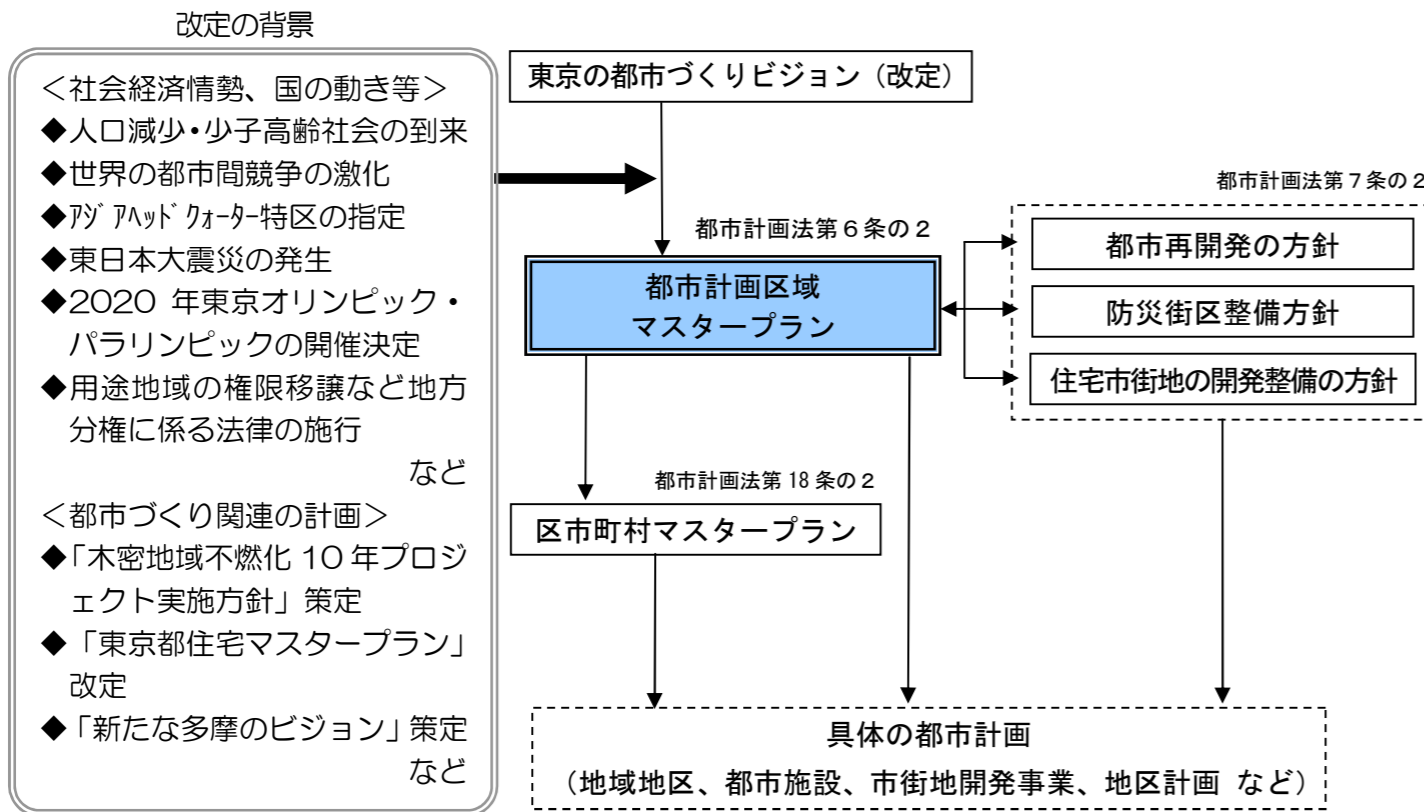 改定の背景
<社会経済情勢、国の動き等>
◆人口減少・少子高齢社会の到来
◆世界の都市間競争の激化
◆ｱｼﾞｱﾍｯﾄﾞｸｫｰﾀｰ特区の指定
◆東日本大震災の発生
◆2020 年東京オリンピック・
パラリンピックの開催決定
◆用途地域の権限移譲など地方
分権に係る法律の施行
など
<都市づくり関連の計画>
◆「木密地域不燃化 10 年プロジ
ェクト実施方針」策定
◆「東京都住宅マスタープラン」
改定
◆「新たな多摩のビジョン」策定
など
東京の都市づくりビジョン（改定）
都市計画法第６条の２
都市計画区域
マスタープラン
都市計画法第７条の２
都市再開発の方針
防災街区整備方針
住宅市街地の開発整備の方針
都市計画法第 18 条の２
区市町村マスタープラン
具体の都市計画
（地域地区、都市施設、市街地開発事業、地区計画 など）